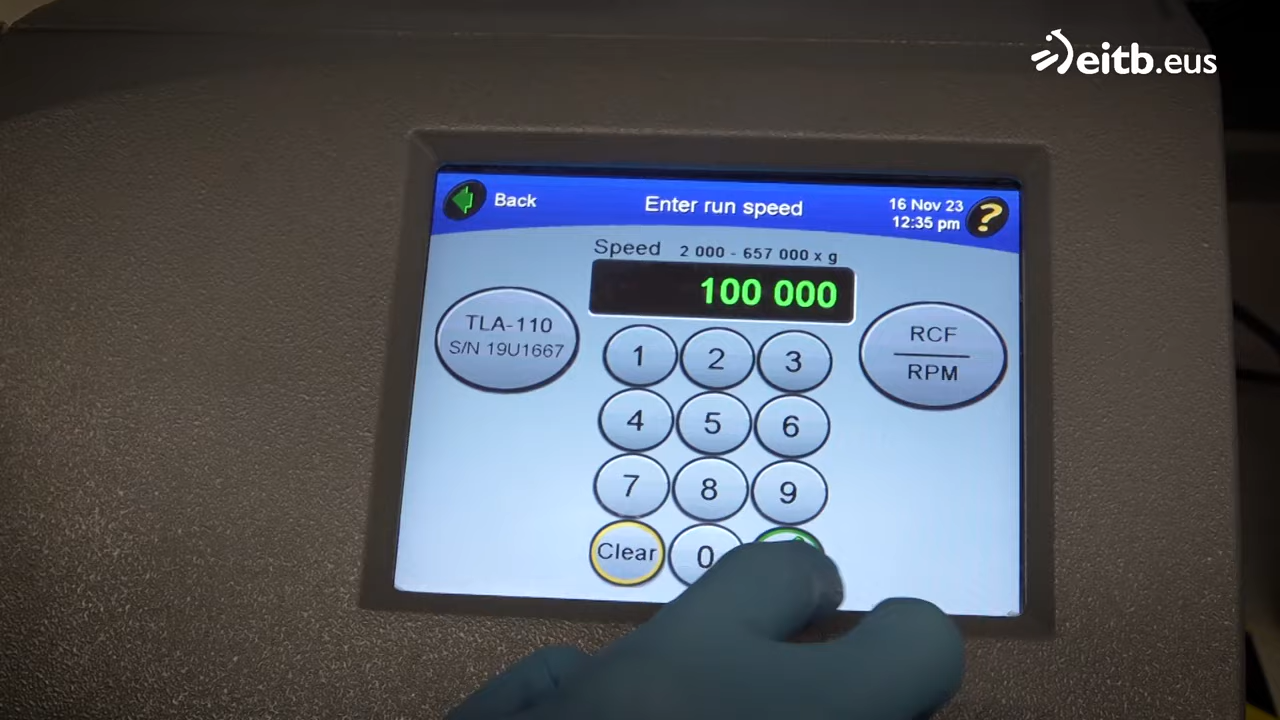 eitb.eus
Back
Enter run speed
16 Nov 23
12:35 pm
?
Speed 2 000 - 657 000 x g
100 000
TLA-110
S/N 19U1667
RCF
RPM
1 2 3
4 5 6
7 8 9
Clear 0